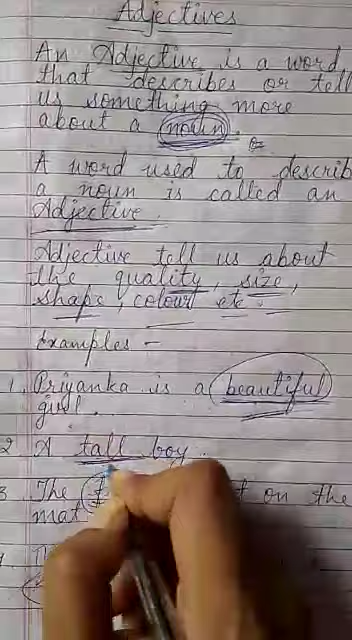 Adjectives
An Adjective is a word
that describes or tell
us something more
about a noun.
A word used to describ
a noun is called an
Adjective.
Adjective tell us about
the quality, size,
shape, colour etc.
Examples -
1. Priyanka is a beautiful
girl.
2 A tall boy.
3 The on the
mat